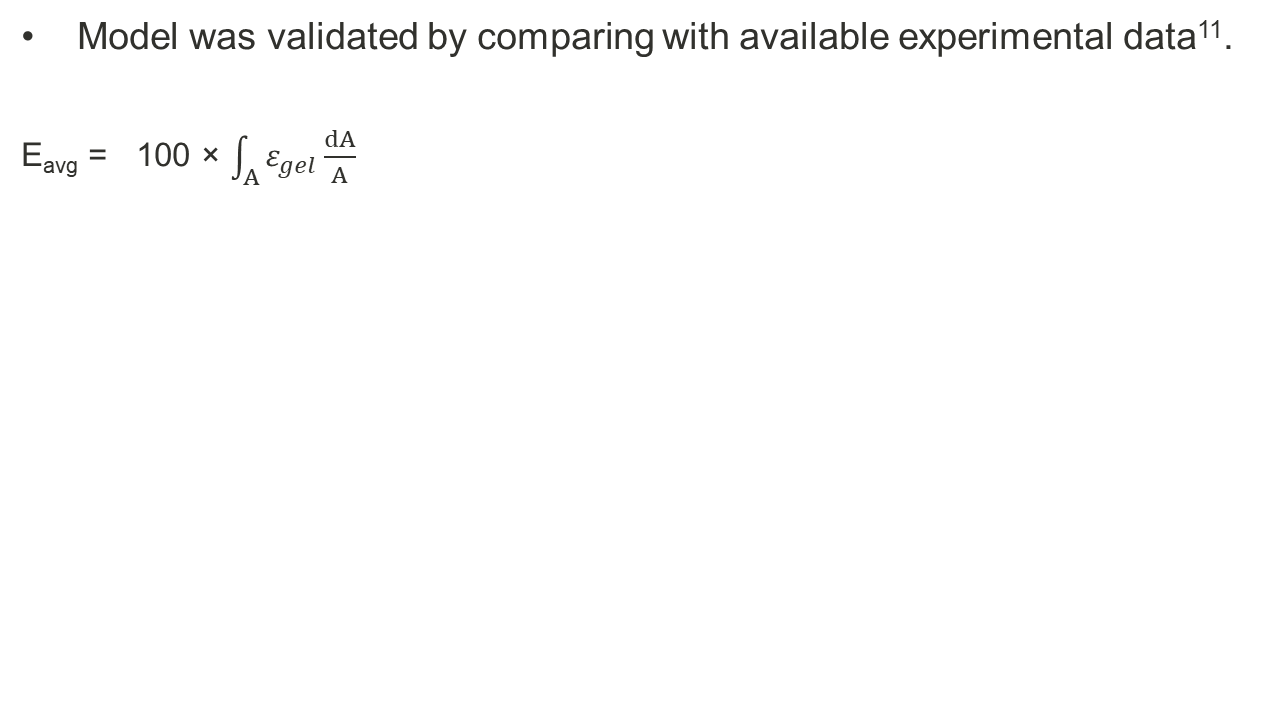 • Model was validated by comparing with available experimental data¹¹.
E_avg = 100 × ∫_A ε_gel dA/A